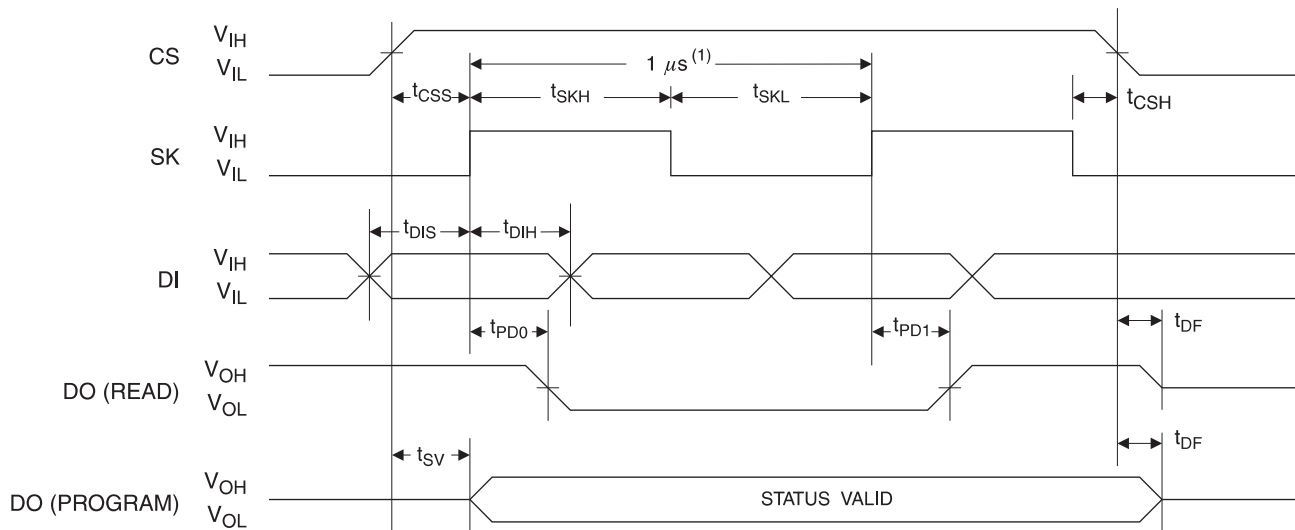 CS
V_IH
V_IL
1 μs (1)
t_CSS
t_SKH
t_SKL
t_CSH
SK
V_IH
V_IL
t_DIS
t_DIH
DI
V_IH
V_IL
t_PD0
t_PD1
t_DF
DO (READ)
V_OH
V_OL
t_SV
t_DF
DO (PROGRAM)
V_OH
V_OL
STATUS VALID